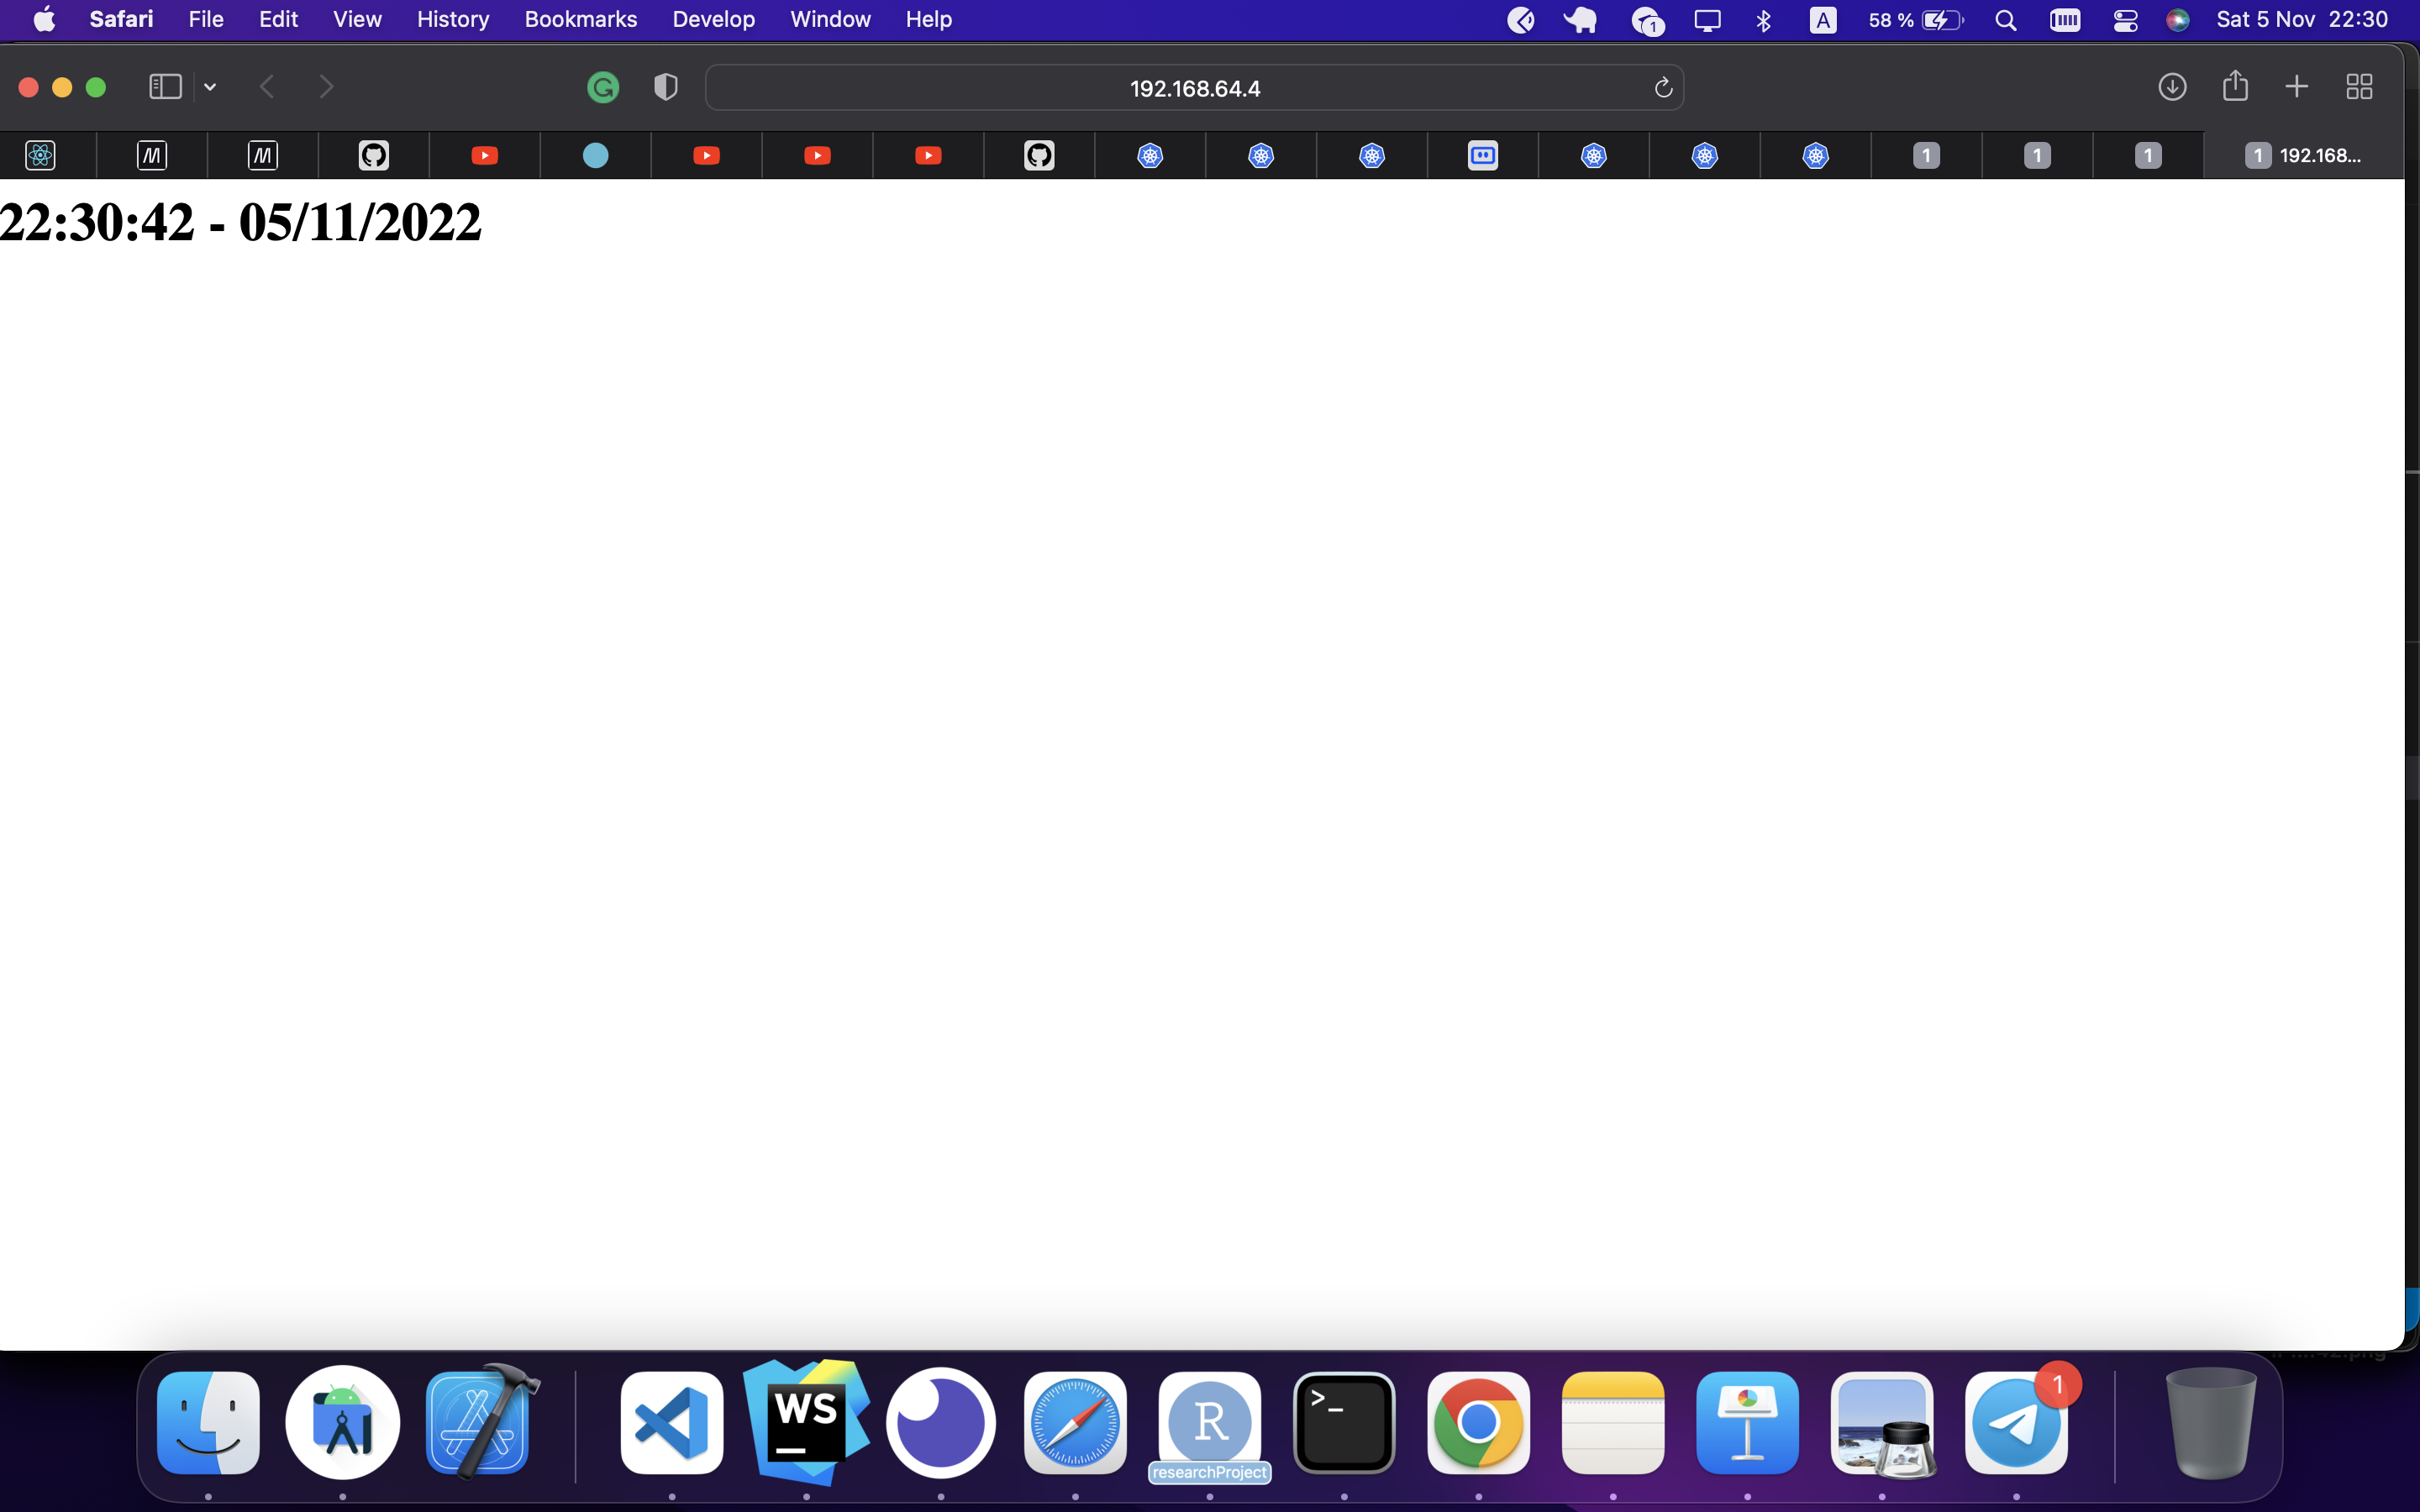 Safari File Edit View History Bookmarks Develop Window Help 1 A 58 % Sat 5 Nov 22:30
192.168.64.4
1 1 1 1 192.168...
22:30:42 - 05/11/2022
WS R >_ 1
researchProject